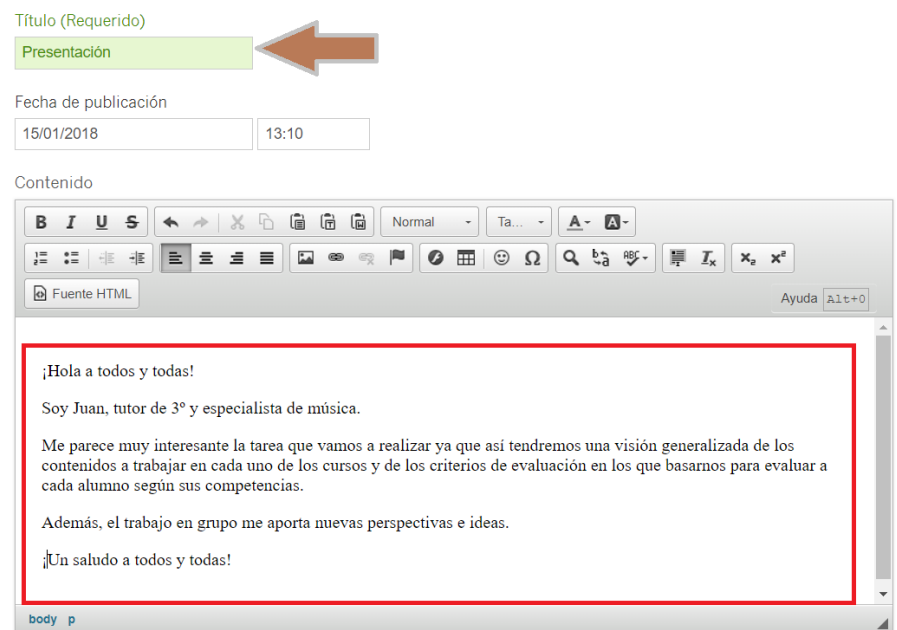 Título (Requerido)
Presentación
Fecha de publicación
15/01/2018 13:10
Contenido
B I U S Normal Ta... A A
ABC Ω Tx x₂ x²
Fuente HTML Ayuda Alt+0
¡Hola a todos y todas!
Soy Juan, tutor de 3º y especialista de música.
Me parece muy interesante la tarea que vamos a realizar ya que así tendremos una visión generalizada de los
contenidos a trabajar en cada uno de los cursos y de los criterios de evaluación en los que basarnos para evaluar a
cada alumno según sus competencias.
Además, el trabajo en grupo me aporta nuevas perspectivas e ideas.
¡Un saludo a todos y todas!
body p